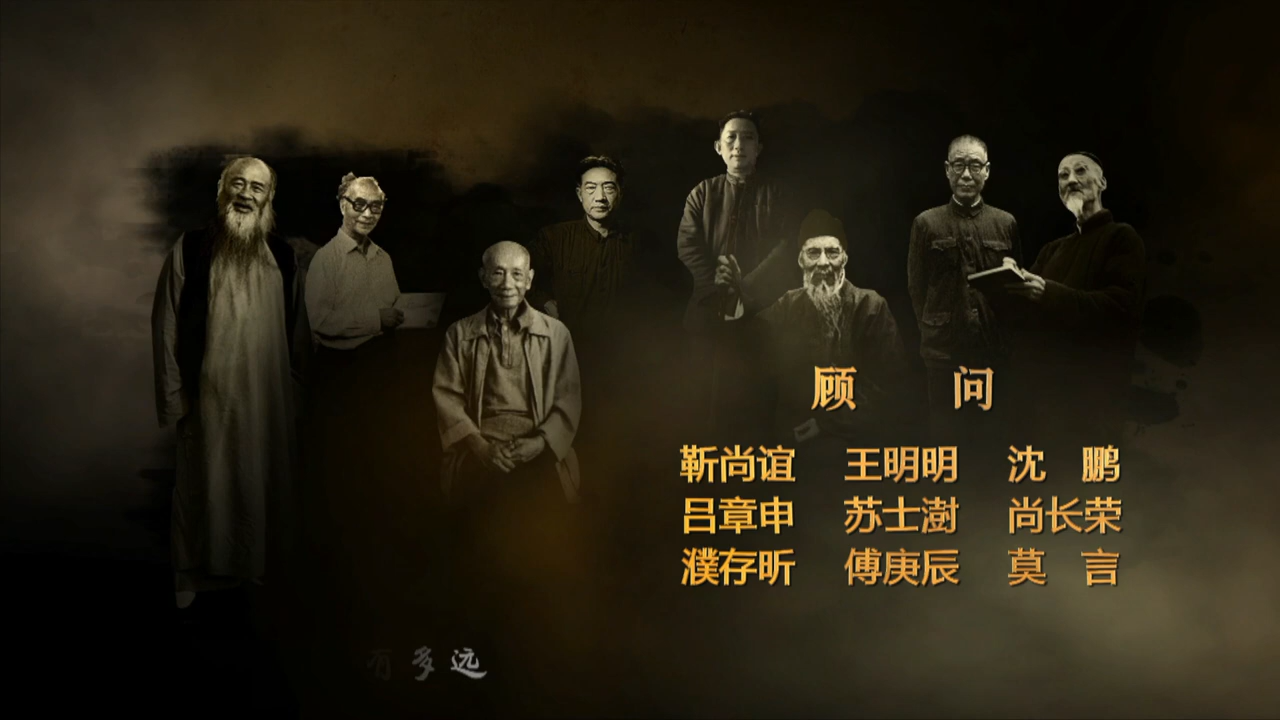 顾 问
靳尚谊 王明明 沈 鹏
吕章申 苏士澍 尚长荣
濮存昕 傅庚辰 莫 言
有多远